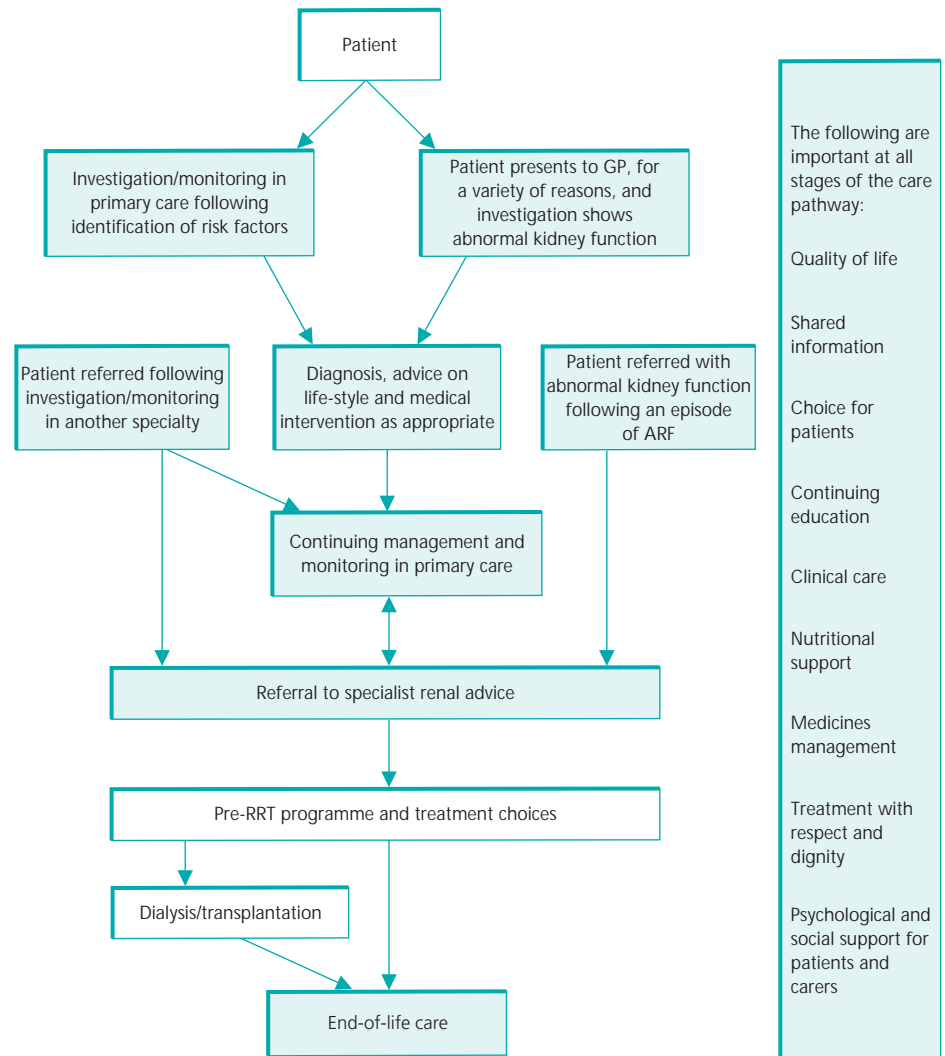 Patient
Investigation/monitoring in
primary care following
identification of risk factors
Patient presents to GP, for
a variety of reasons, and
investigation shows
abnormal kidney function
Patient referred following
investigation/monitoring
in another specialty
Diagnosis, advice on
life-style and medical
intervention as appropriate
Patient referred with
abnormal kidney function
following an episode
of ARF
Continuing management and
monitoring in primary care
Referral to specialist renal advice
Pre-RRT programme and treatment choices
Dialysis/transplantation
End-of-life care
The following are
important at all
stages of the care
pathway:
Quality of life
Shared
information
Choice for
patients
Continuing
education
Clinical care
Nutritional
support
Medicines
management
Treatment with
respect and
dignity
Psychological and
social support for
patients and
carers